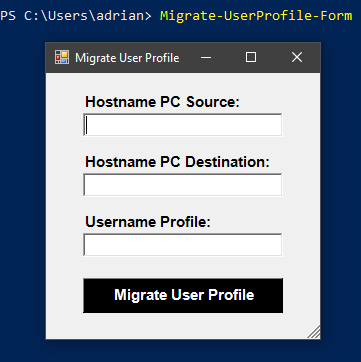 PS C:\Users\adrian> Migrate-UserProfile-Form
Migrate User Profile
Hostname PC Source:
Hostname PC Destination:
Username Profile:
Migrate User Profile